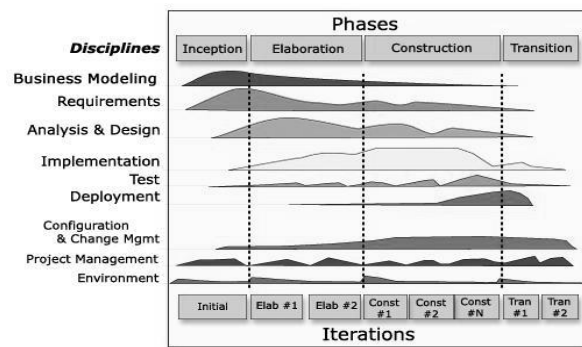 Phases
Disciplines
Inception
Elaboration
Construction
Transition
Business Modeling
Requirements
Analysis & Design
Implementation
Test
Deployment
Configuration
& Change Mgmt
Project Management
Environment
Initial
Elab #1
Elab #2
Const
#1
Const
#2
Const
#N
Tran
#1
Tran
#2
Iterations